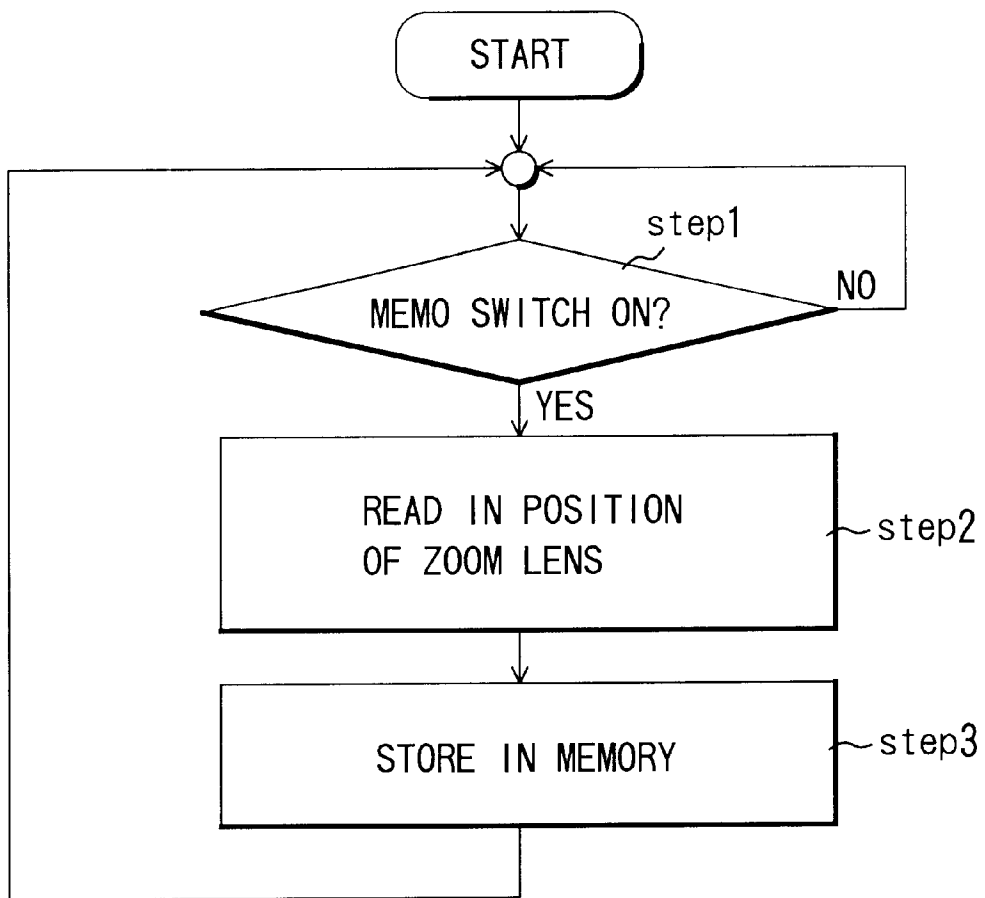 START
step1
MEMO SWITCH ON?
NO
YES
READ IN POSITION
OF ZOOM LENS
step2
STORE IN MEMORY
step3